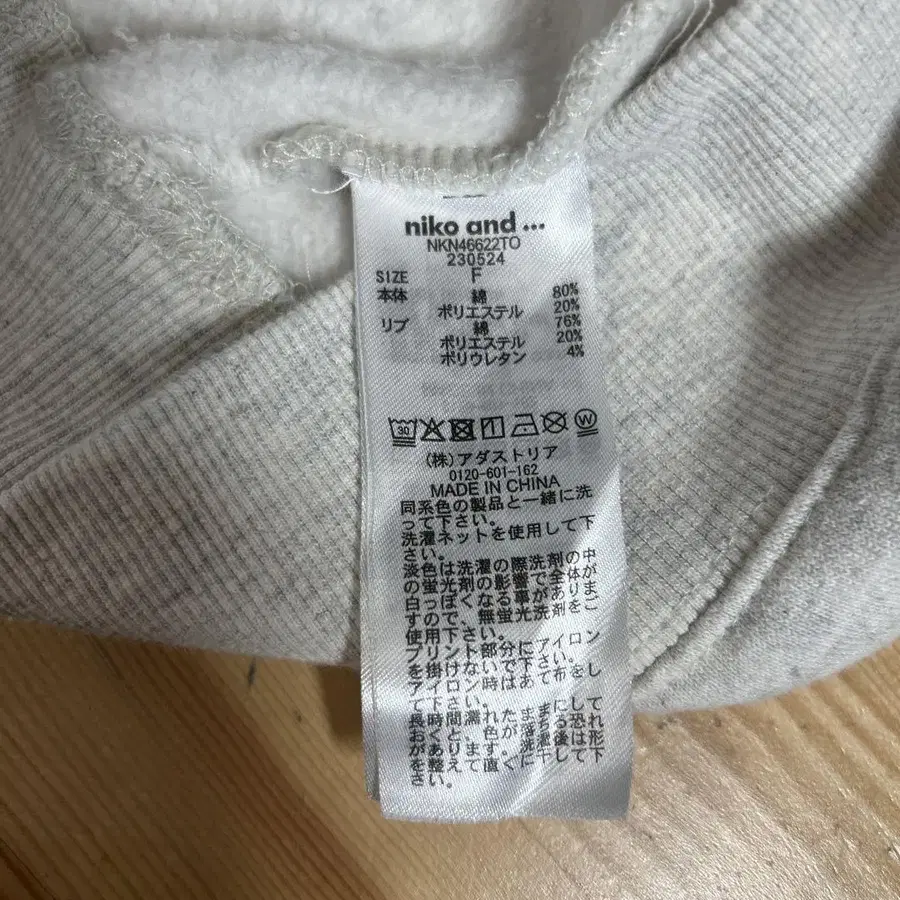 niko and ...
NKN46622TO
230524
SIZE F
本体 綿 80%
ポリエステル 20%
リブ 綿 76%
ポリエステル 20%
ポリウレタン 4%
30 W
(株)アダストリア
0120-601-162
MADE IN CHINA
同系色の製品と一緒に洗
って下さい。
洗濯ネットを使用して下
さい。
淡色は洗濯の際洗剤の中
の蛍光剤の影響で全体が
白っぽくなる事がありま
すので、無蛍光洗剤をご
使用下さい。
プリント部分にアイロン
を掛けないで下さい。
アイロン時はあて布をし
て下さい。
長時間濡れたままにして
おくと、色が落ちる恐れ
があります。洗濯後は形
を整えて直ぐに干して下
さい。